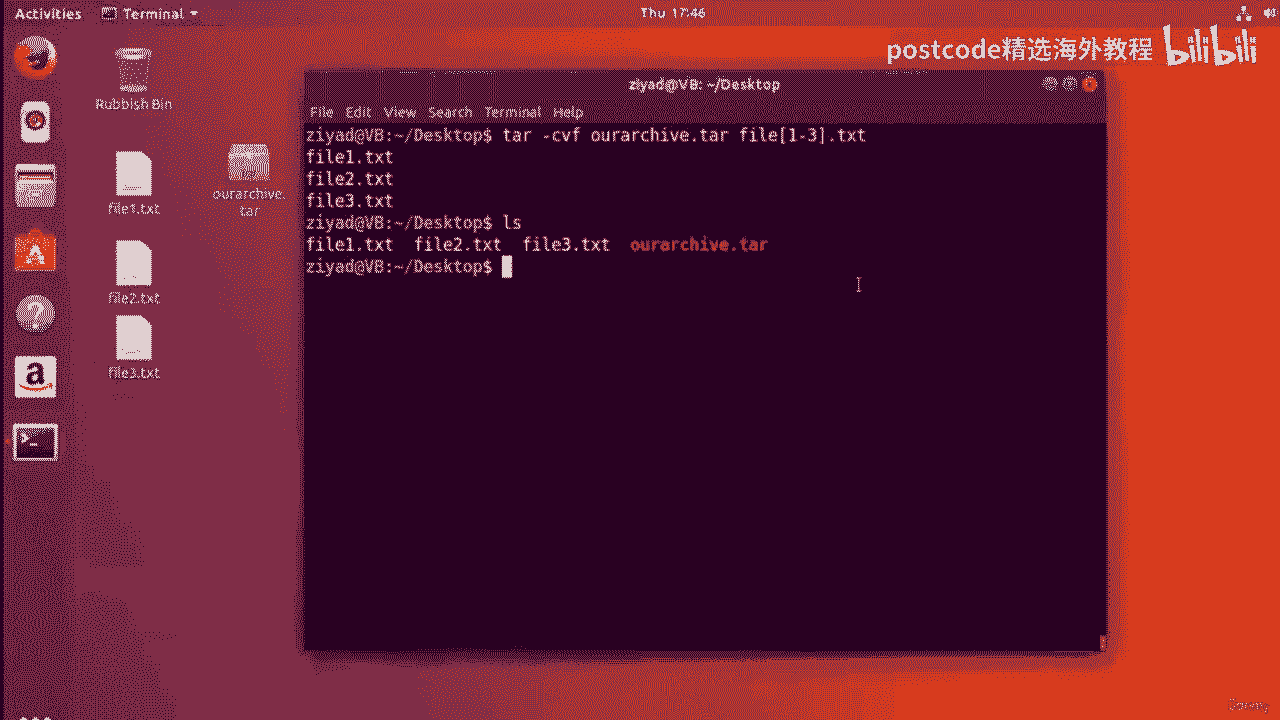 Activities Terminal Thu 17:46
postcode精选海外教程 bilibili
Rubbish Bin
file1.txt
ourarchive.
tar
file2.txt
file3.txt
ziyad@VB: ~/Desktop
File Edit View Search Terminal Help
ziyad@VB:~/Desktop$ tar -cvf ourarchive.tar file[1-3].txt
file1.txt
file2.txt
file3.txt
ziyad@VB:~/Desktop$ ls
file1.txt file2.txt file3.txt ourarchive.tar
ziyad@VB:~/Desktop$